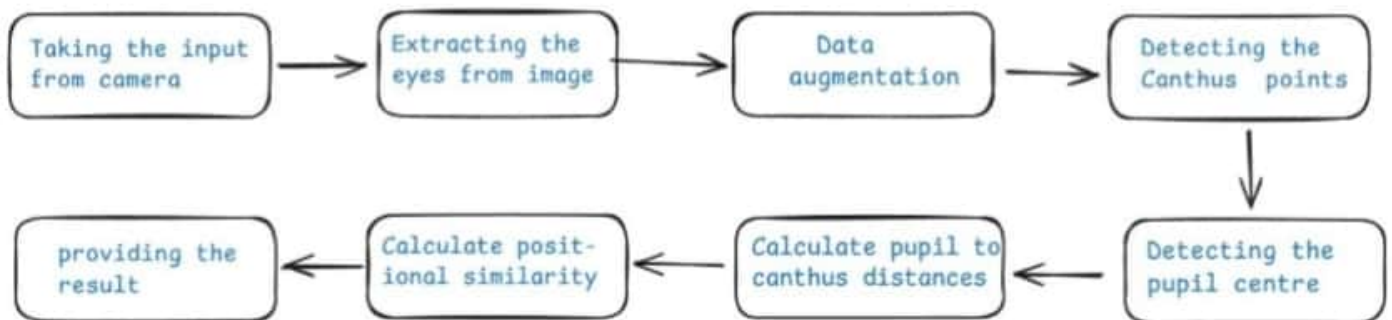 Taking the input
from camera
Extracting the
eyes from image
Data
augmentation
Detecting the
Canthus points
Detecting the
pupil centre
Calculate pupil to
canthus distances
Calculate posit-
ional similarity
providing the
result